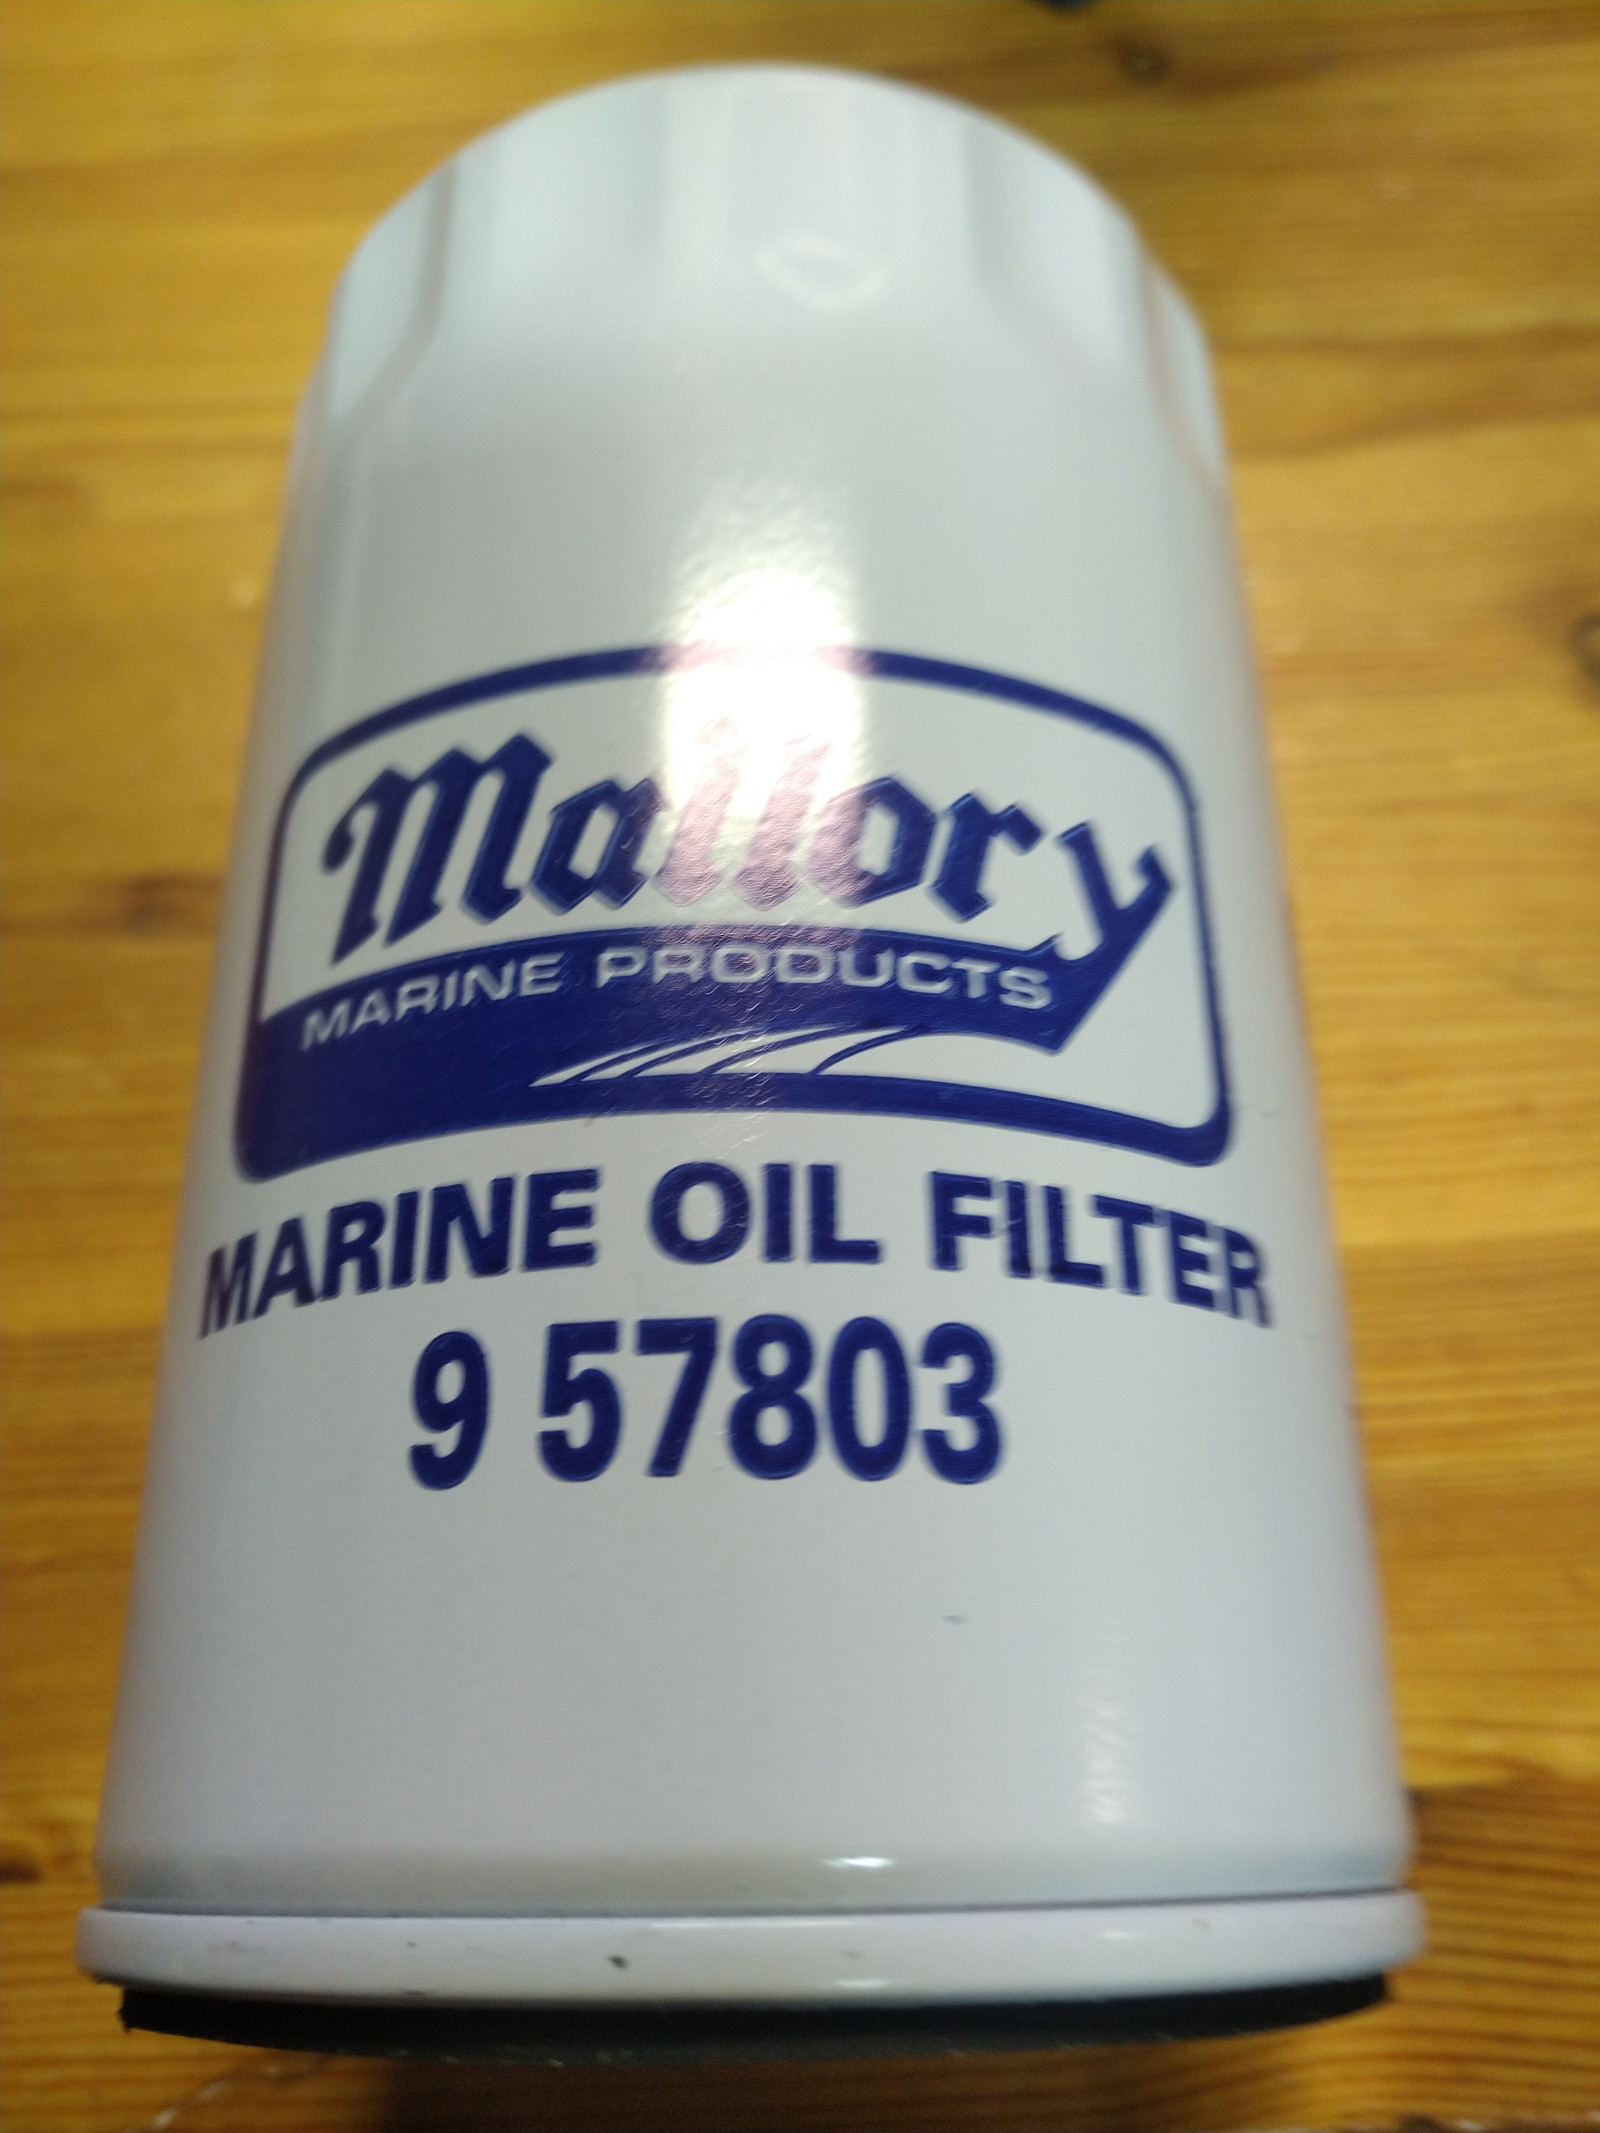 Mallory
MARINE PRODUCTS
MARINE OIL FILTER
9 57803